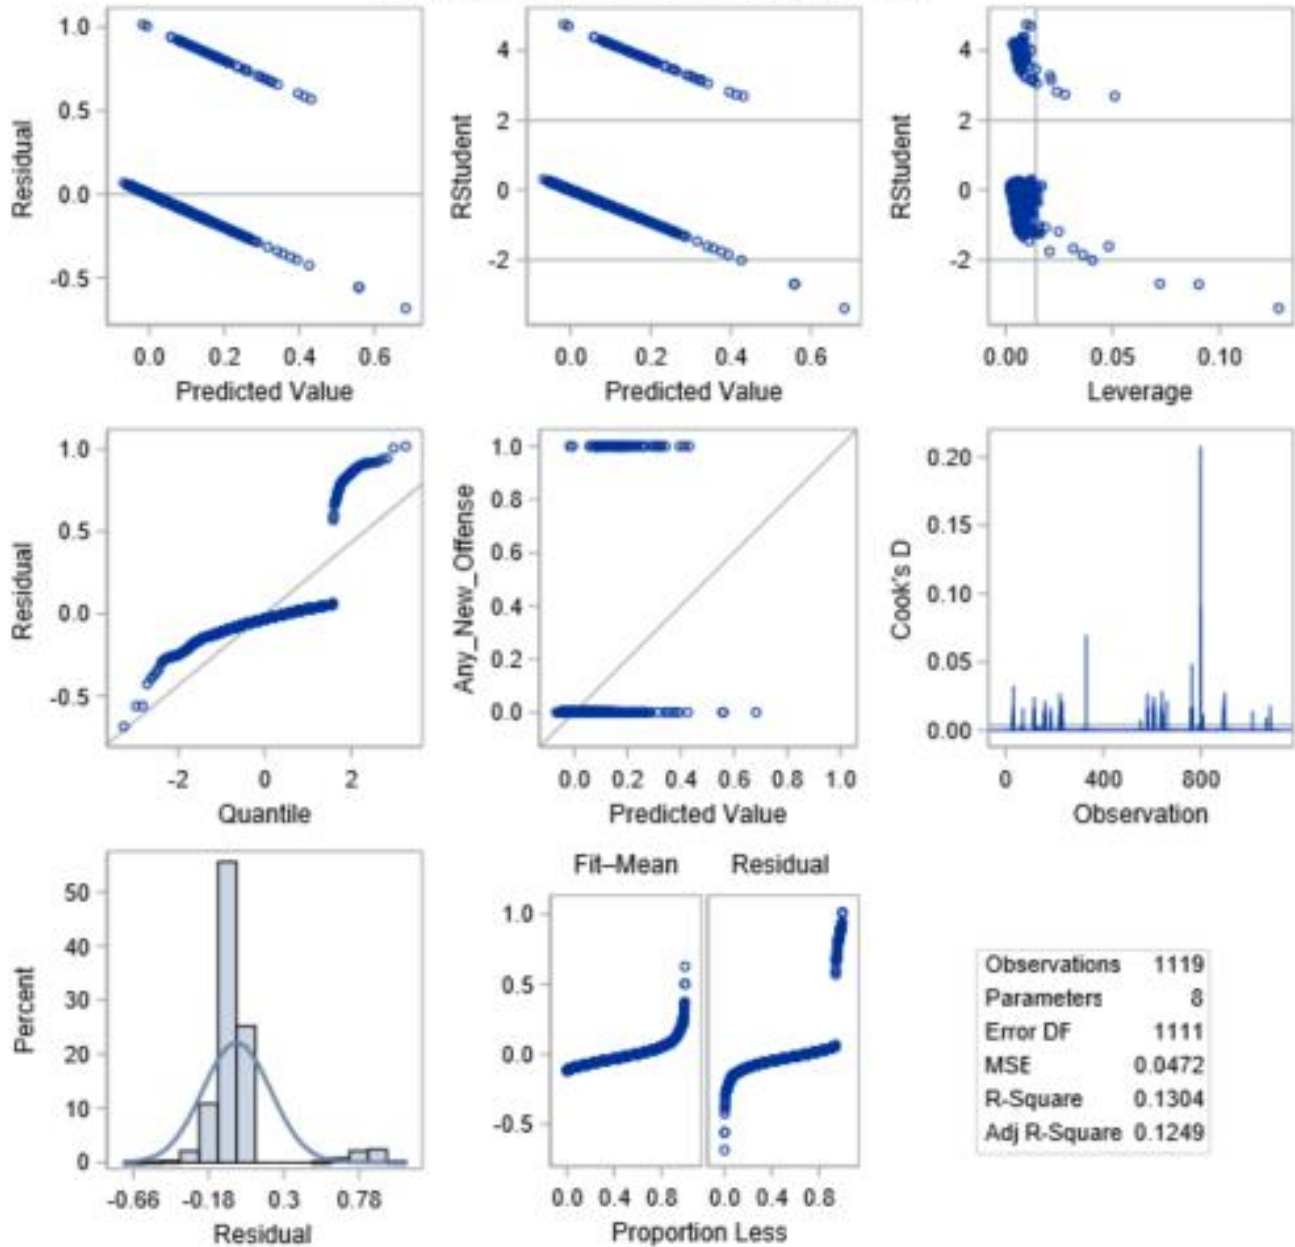 1.0
0.5
0.0
-0.5
Residual
0.0 0.2 0.4 0.6
Predicted Value
4
2
0
-2
RStudent
0.0 0.2 0.4 0.6
Predicted Value
4
2
0
-2
RStudent
0.00 0.05 0.10
Leverage
1.0
0.5
0.0
-0.5
Residual
-2 0 2
Quantile
1.0
0.8
0.6
0.4
0.2
0.0
Any_New_Offense
0.0 0.2 0.4 0.6 0.8 1.0
Predicted Value
0.20
0.15
0.10
0.05
0.00
Cook's D
0 400 800
Observation
50
40
30
20
10
0
Percent
-0.66 -0.18 0.3 0.78
Residual
Fit–Mean Residual
1.0
0.5
0.0
-0.5
0.0 0.4 0.8 0.0 0.4 0.8
Proportion Less
Observations 1119
Parameters 8
Error DF 1111
MSE 0.0472
R-Square 0.1304
Adj R-Square 0.1249